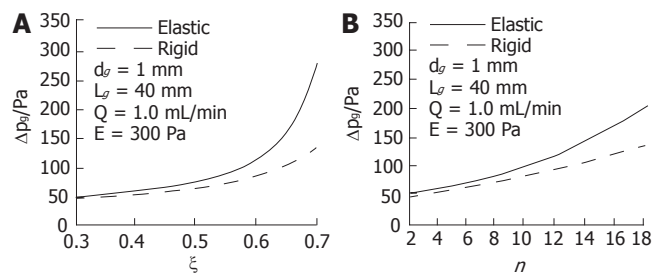 A
Δp𝑔/Pa
350
300
250
200
150
100
50
0
Elastic
Rigid
d𝑔 = 1 mm
L𝑔 = 40 mm
Q = 1.0 mL/min
E = 300 Pa
0.3 0.4 0.5 0.6 0.7
ξ
B
Δp𝑔/Pa
350
300
250
200
150
100
50
0
Elastic
Rigid
d𝑔 = 1 mm
L𝑔 = 40 mm
Q = 1.0 mL/min
E = 300 Pa
2 4 6 8 10 12 14 16 18
n